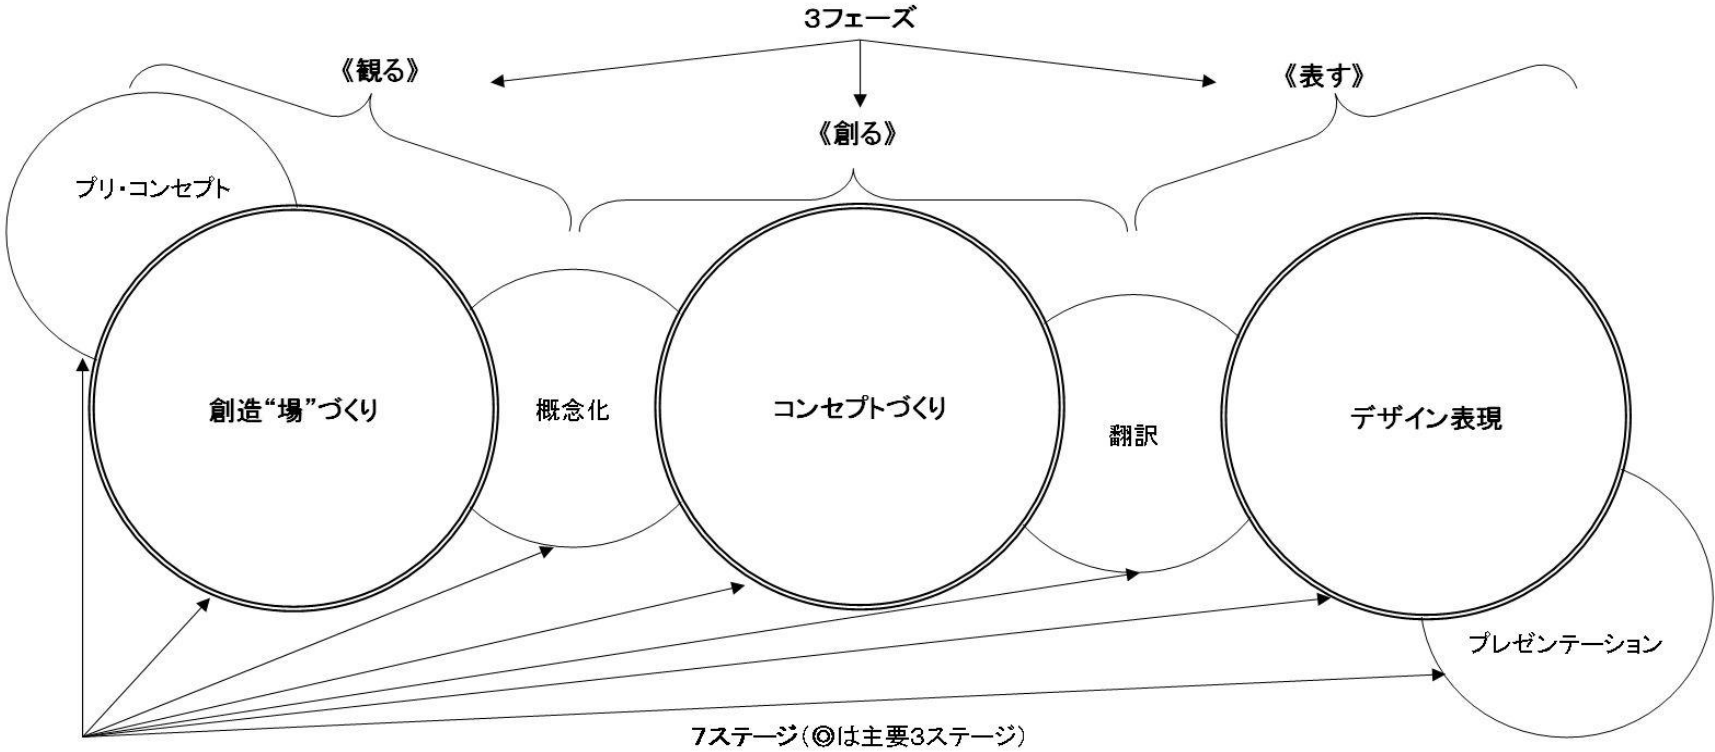 3フェーズ
《観る》
《表す》
《創る》
プリ・コンセプト
創造“場”づくり
概念化
コンセプトづくり
翻訳
デザイン表現
プレゼンテーション
7ステージ(◎は主要3ステージ)